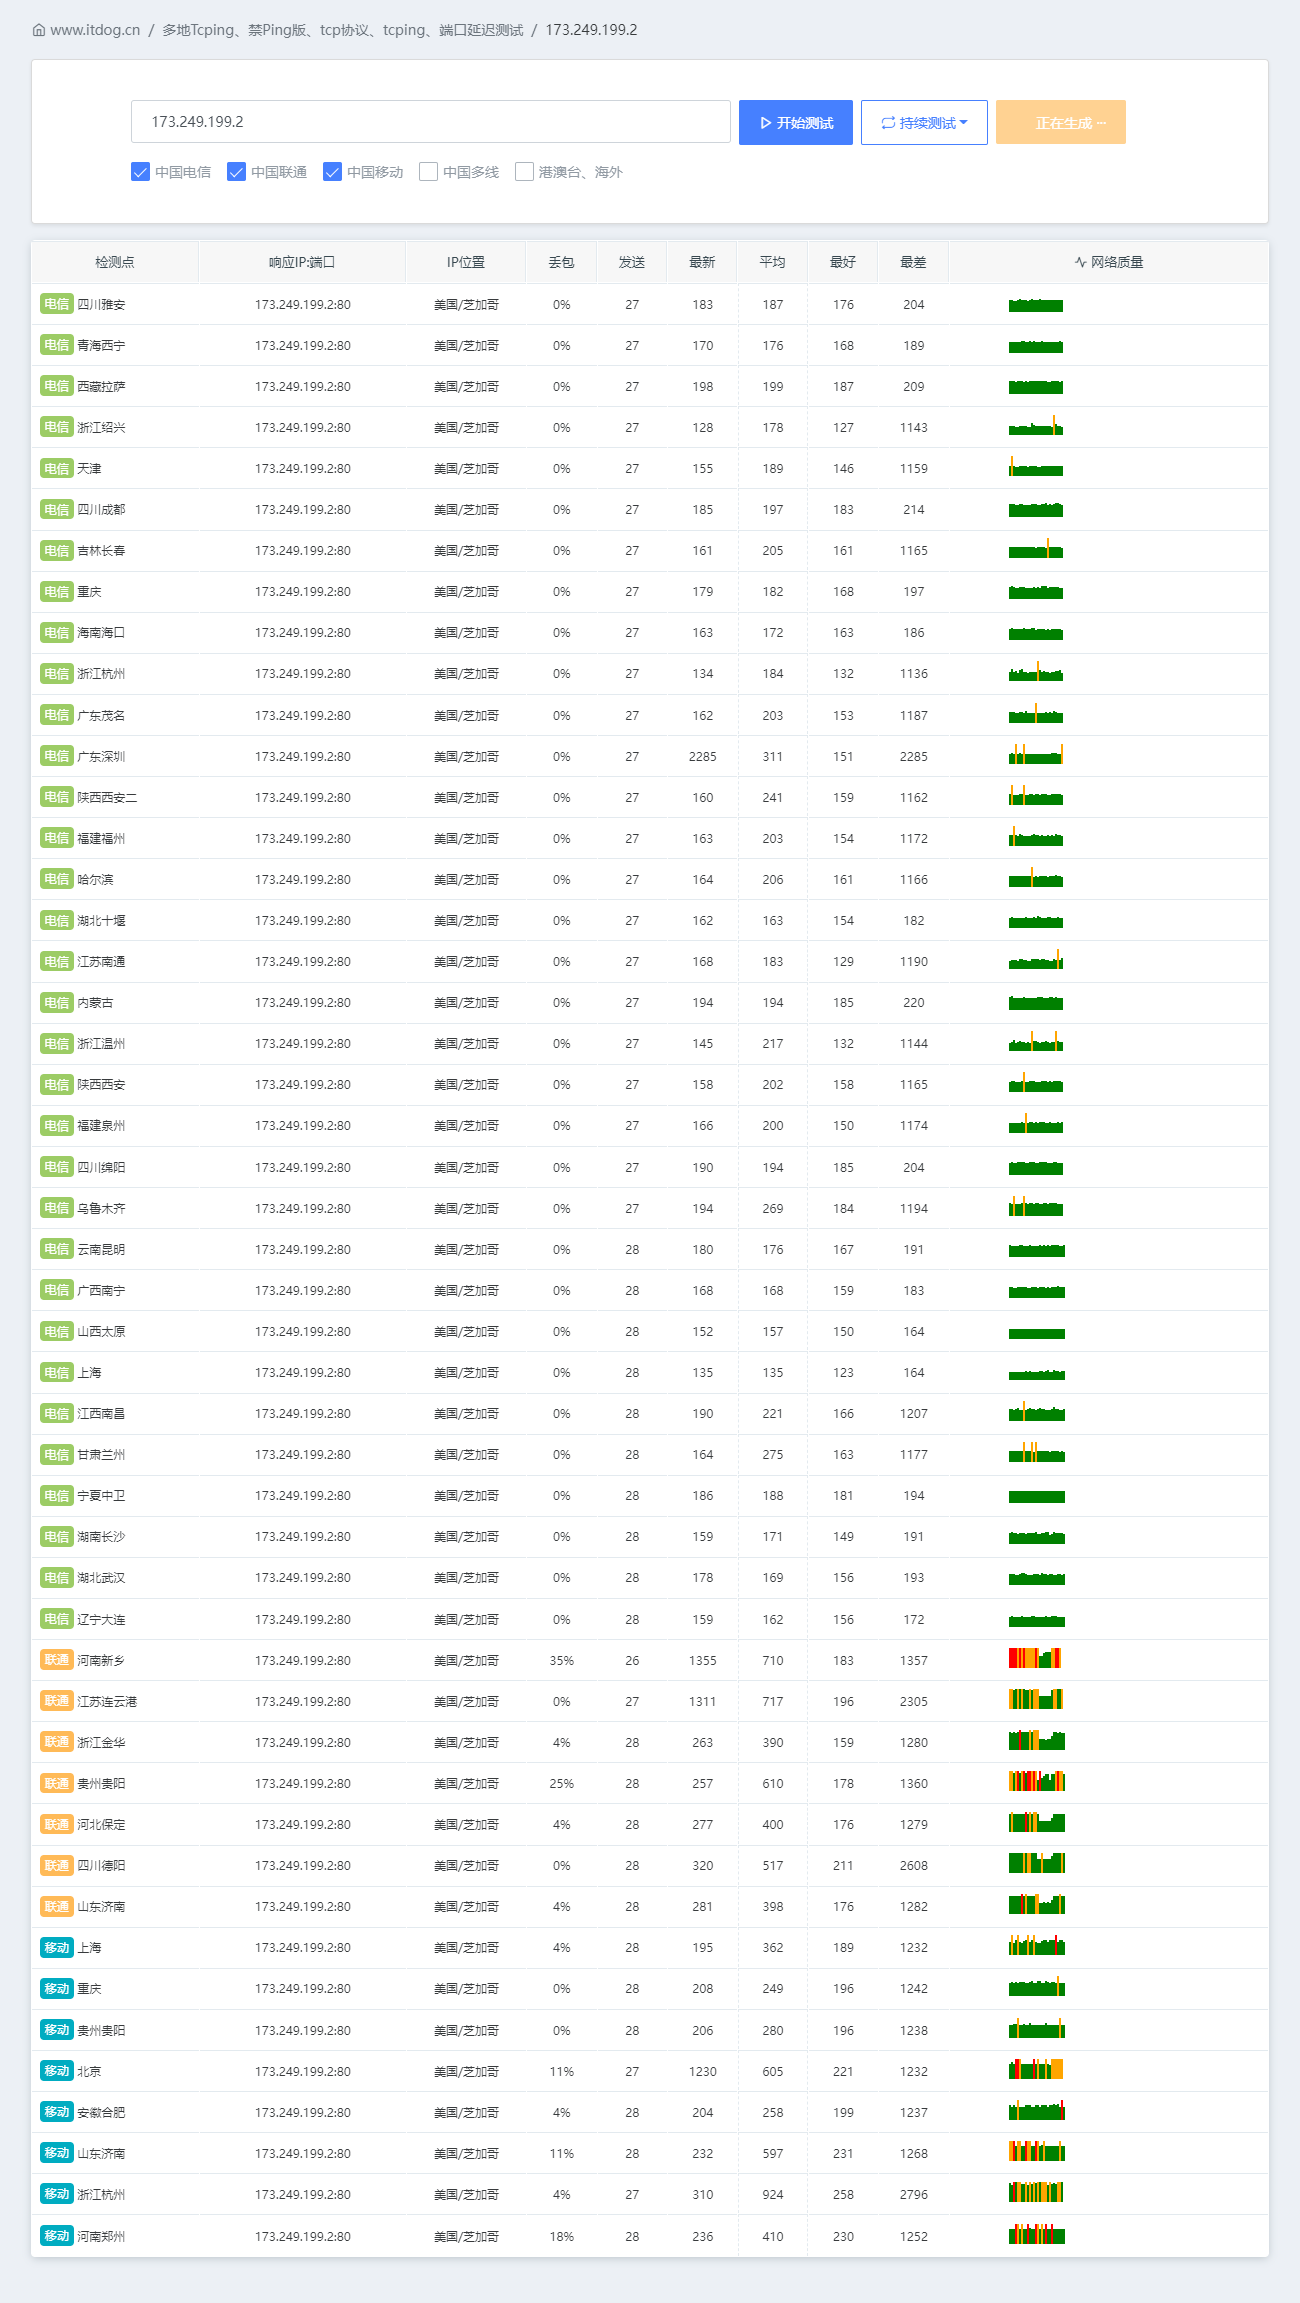 www.itdog.cn / 多地Tcping、禁Ping版、tcp协议、tcping、端口延迟测试 / 173.249.199.2
173.249.199.2 开始测试 持续测试 正在生成 ···
中国电信 中国联通 中国移动 中国多线 港澳台、海外
检测点 响应IP:端口 IP位置 丢包 发送 最新 平均 最好 最差 网络质量
电信 四川雅安 173.249.199.2:80 美国/芝加哥 0% 27 183 187 176 204
电信 青海西宁 173.249.199.2:80 美国/芝加哥 0% 27 170 176 168 189
电信 西藏拉萨 173.249.199.2:80 美国/芝加哥 0% 27 198 199 187 209
电信 浙江绍兴 173.249.199.2:80 美国/芝加哥 0% 27 128 178 127 1143
电信 天津 173.249.199.2:80 美国/芝加哥 0% 27 155 189 146 1159
电信 四川成都 173.249.199.2:80 美国/芝加哥 0% 27 185 197 183 214
电信 吉林长春 173.249.199.2:80 美国/芝加哥 0% 27 161 205 161 1165
电信 重庆 173.249.199.2:80 美国/芝加哥 0% 27 179 182 168 197
电信 海南海口 173.249.199.2:80 美国/芝加哥 0% 27 163 172 163 186
电信 浙江杭州 173.249.199.2:80 美国/芝加哥 0% 27 134 184 132 1136
电信 广东茂名 173.249.199.2:80 美国/芝加哥 0% 27 162 203 153 1187
电信 广东深圳 173.249.199.2:80 美国/芝加哥 0% 27 2285 311 151 2285
电信 陕西西安二 173.249.199.2:80 美国/芝加哥 0% 27 160 241 159 1162
电信 福建福州 173.249.199.2:80 美国/芝加哥 0% 27 163 203 154 1172
电信 哈尔滨 173.249.199.2:80 美国/芝加哥 0% 27 164 206 161 1166
电信 湖北十堰 173.249.199.2:80 美国/芝加哥 0% 27 162 163 154 182
电信 江苏南通 173.249.199.2:80 美国/芝加哥 0% 27 168 183 129 1190
电信 内蒙古 173.249.199.2:80 美国/芝加哥 0% 27 194 194 185 220
电信 浙江温州 173.249.199.2:80 美国/芝加哥 0% 27 145 217 132 1144
电信 陕西西安 173.249.199.2:80 美国/芝加哥 0% 27 158 202 158 1165
电信 福建泉州 173.249.199.2:80 美国/芝加哥 0% 27 166 200 150 1174
电信 四川绵阳 173.249.199.2:80 美国/芝加哥 0% 27 190 194 185 204
电信 乌鲁木齐 173.249.199.2:80 美国/芝加哥 0% 27 194 269 184 1194
电信 云南昆明 173.249.199.2:80 美国/芝加哥 0% 28 180 176 167 191
电信 广西南宁 173.249.199.2:80 美国/芝加哥 0% 28 168 168 159 183
电信 山西太原 173.249.199.2:80 美国/芝加哥 0% 28 152 157 150 164
电信 上海 173.249.199.2:80 美国/芝加哥 0% 28 135 135 123 164
电信 江西南昌 173.249.199.2:80 美国/芝加哥 0% 28 190 221 166 1207
电信 甘肃兰州 173.249.199.2:80 美国/芝加哥 0% 28 164 275 163 1177
电信 宁夏中卫 173.249.199.2:80 美国/芝加哥 0% 28 186 188 181 194
电信 湖南长沙 173.249.199.2:80 美国/芝加哥 0% 28 159 171 149 191
电信 湖北武汉 173.249.199.2:80 美国/芝加哥 0% 28 178 169 156 193
电信 辽宁大连 173.249.199.2:80 美国/芝加哥 0% 28 159 162 156 172
联通 河南新乡 173.249.199.2:80 美国/芝加哥 35% 26 1355 710 183 1357
联通 江苏连云港 173.249.199.2:80 美国/芝加哥 0% 27 1311 717 196 2305
联通 浙江金华 173.249.199.2:80 美国/芝加哥 4% 28 263 390 159 1280
联通 贵州贵阳 173.249.199.2:80 美国/芝加哥 25% 28 257 610 178 1360
联通 河北保定 173.249.199.2:80 美国/芝加哥 4% 28 277 400 176 1279
联通 四川德阳 173.249.199.2:80 美国/芝加哥 0% 28 320 517 211 2608
联通 山东济南 173.249.199.2:80 美国/芝加哥 4% 28 281 398 176 1282
移动 上海 173.249.199.2:80 美国/芝加哥 4% 28 195 362 189 1232
移动 重庆 173.249.199.2:80 美国/芝加哥 0% 28 208 249 196 1242
移动 贵州贵阳 173.249.199.2:80 美国/芝加哥 0% 28 206 280 196 1238
移动 北京 173.249.199.2:80 美国/芝加哥 11% 27 1230 605 221 1232
移动 安徽合肥 173.249.199.2:80 美国/芝加哥 4% 28 204 258 199 1237
移动 山东济南 173.249.199.2:80 美国/芝加哥 11% 28 232 597 231 1268
移动 浙江杭州 173.249.199.2:80 美国/芝加哥 4% 27 310 924 258 2796
移动 河南郑州 173.249.199.2:80 美国/芝加哥 18% 28 236 410 230 1252